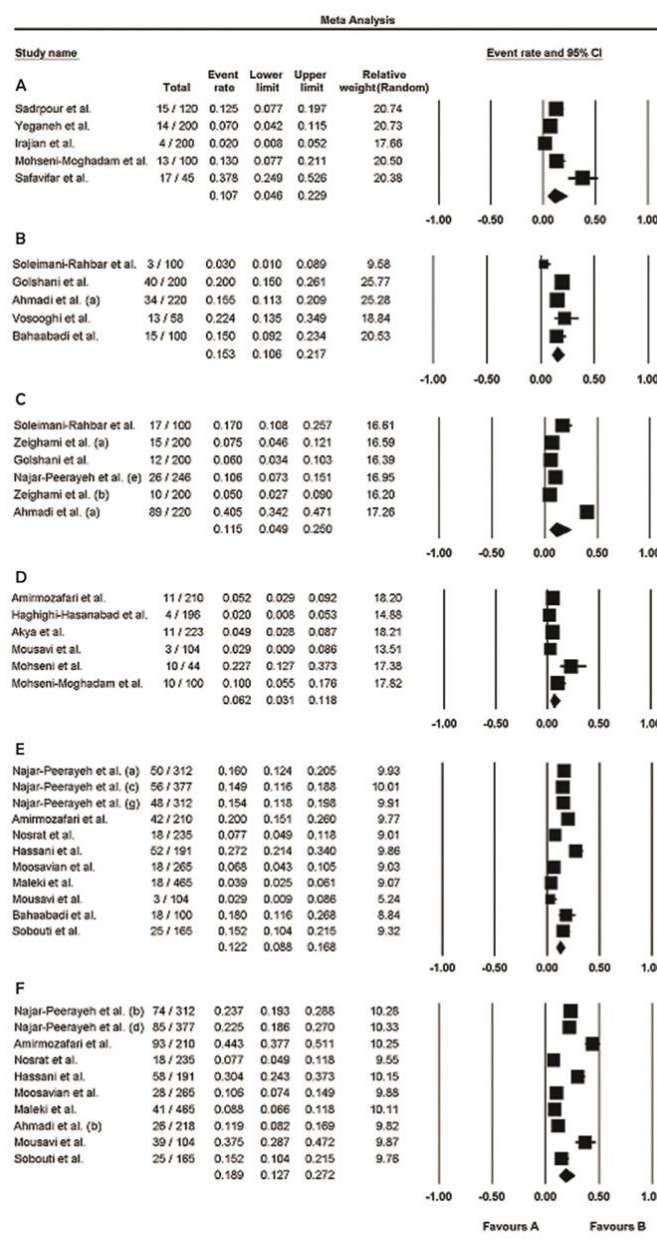 Meta Analysis
Study name Event rate and 95% CI
A
Total Event rate Lower limit Upper limit Relative weight(Random)
Sadrpour et al. 15 / 120 0.125 0.077 0.197 20.74
Yeganeh et al. 14 / 200 0.070 0.042 0.115 20.73
Irajian et al. 4 / 200 0.020 0.008 0.052 17.66
Mohseni-Moghadam et al. 13 / 100 0.130 0.077 0.211 20.50
Safavifar et al. 17 / 45 0.378 0.249 0.526 20.38
0.107 0.046 0.229
-1.00 -0.50 0.00 0.50 1.00
B
Soleimani-Rahbar et al. 3 / 100 0.030 0.010 0.089 9.58
Golshani et al. 40 / 200 0.200 0.150 0.261 25.77
Ahmadi et al. (a) 34 / 220 0.155 0.113 0.209 25.28
Vosooghi et al. 13 / 58 0.224 0.135 0.349 18.84
Bahaabadi et al. 15 / 100 0.150 0.092 0.234 20.53
0.153 0.106 0.217
-1.00 -0.50 0.00 0.50 1.00
C
Soleimani-Rahbar et al. 17 / 100 0.170 0.108 0.257 16.61
Zeighami et al. (a) 15 / 200 0.075 0.046 0.121 16.59
Golshani et al. 12 / 200 0.060 0.034 0.103 16.39
Najar-Peerayeh et al. (e) 26 / 246 0.106 0.073 0.151 16.95
Zeighami et al. (b) 10 / 200 0.050 0.027 0.090 16.20
Ahmadi et al. (a) 89 / 220 0.405 0.342 0.471 17.26
0.115 0.049 0.250
-1.00 -0.50 0.00 0.50 1.00
D
Amirmozafari et al. 11 / 210 0.052 0.029 0.092 18.20
Haghighi-Hasanabad et al. 4 / 196 0.020 0.008 0.053 14.88
Akya et al. 11 / 223 0.049 0.028 0.087 18.21
Mousavi et al. 3 / 104 0.029 0.009 0.086 13.51
Mohseni et al. 10 / 44 0.227 0.127 0.373 17.38
Mohseni-Moghadam et al. 10 / 100 0.100 0.055 0.176 17.82
0.062 0.031 0.118
-1.00 -0.50 0.00 0.50 1.00
E
Najar-Peerayeh et al. (a) 50 / 312 0.160 0.124 0.205 9.93
Najar-Peerayeh et al. (c) 56 / 377 0.149 0.116 0.188 10.01
Najar-Peerayeh et al. (g) 48 / 312 0.154 0.118 0.198 9.91
Amirmozafari et al. 42 / 210 0.200 0.151 0.260 9.77
Nosrat et al. 18 / 235 0.077 0.049 0.118 9.01
Hassani et al. 52 / 191 0.272 0.214 0.340 9.86
Moosavian et al. 18 / 265 0.068 0.043 0.105 9.03
Maleki et al. 18 / 465 0.039 0.025 0.061 9.07
Mousavi et al. 3 / 104 0.029 0.009 0.086 5.24
Bahaabadi et al. 18 / 100 0.180 0.116 0.268 8.84
Sobouti et al. 25 / 165 0.152 0.104 0.215 9.32
0.122 0.088 0.168
-1.00 -0.50 0.00 0.50 1.00
F
Najar-Peerayeh et al. (b) 74 / 312 0.237 0.193 0.288 10.28
Najar-Peerayeh et al. (d) 85 / 377 0.225 0.186 0.270 10.33
Amirmozafari et al. 93 / 210 0.443 0.377 0.511 10.25
Nosrat et al. 18 / 235 0.077 0.049 0.118 9.55
Hassani et al. 58 / 191 0.304 0.243 0.373 10.15
Moosavian et al. 28 / 265 0.106 0.074 0.149 9.88
Maleki et al. 41 / 465 0.088 0.066 0.118 10.11
Ahmadi et al. (b) 26 / 218 0.119 0.082 0.169 9.82
Mousavi et al. 39 / 104 0.375 0.287 0.472 9.87
Sobouti et al. 25 / 165 0.152 0.104 0.215 9.76
0.189 0.127 0.272
-1.00 -0.50 0.00 0.50 1.00
Favours A Favours B